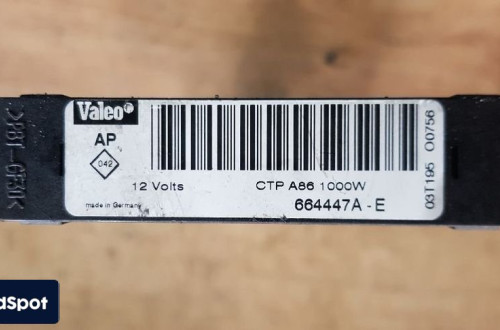 Valeo
AP
042
12 Volts
CTP A86 1000W
made in Germany
664447A - E
03T195 00756
dSpot